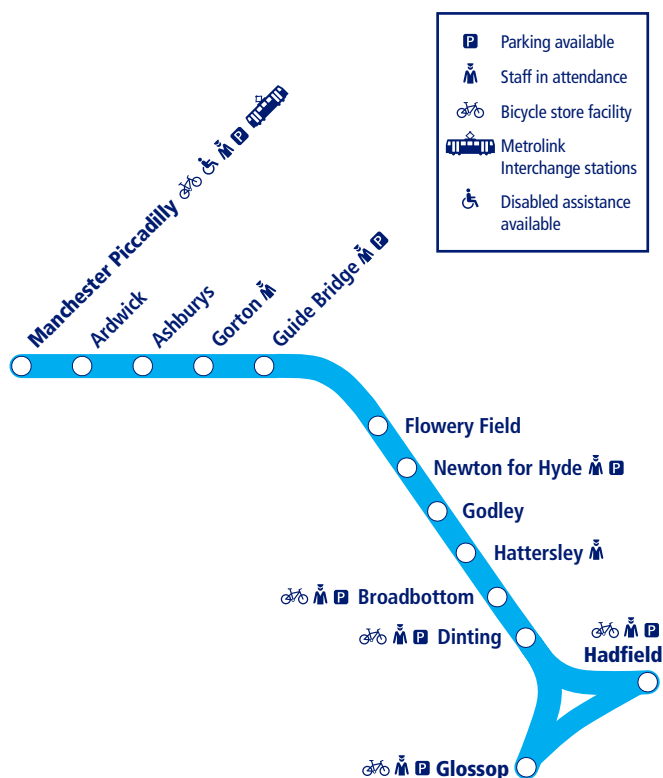 P Parking available
Staff in attendance
Bicycle store facility
Metrolink
Interchange stations
Disabled assistance
available
Manchester Piccadilly P
Ardwick
Ashburys
Gorton
Guide Bridge P
Flowery Field
Newton for Hyde P
Godley
Hattersley
P Broadbottom
P Dinting
P
Hadfield
P Glossop